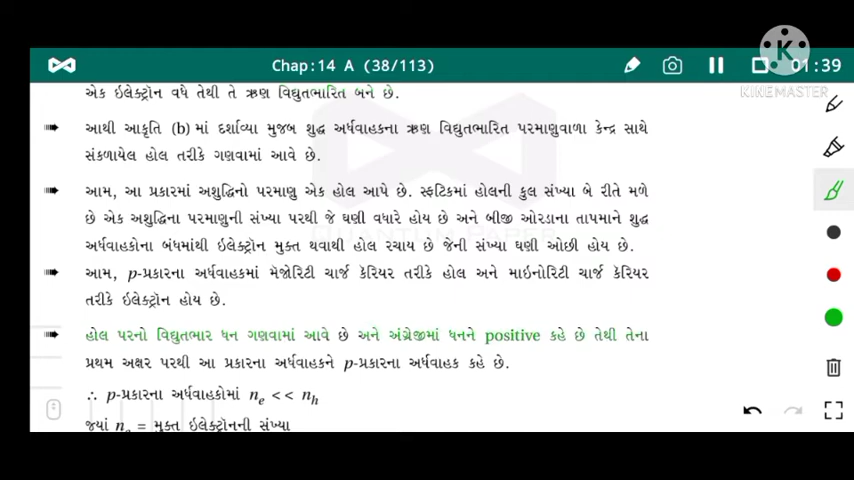 Chap:14 A (38/113)
01:39
KINEMASTER
એક ઇલેક્ટ્રૉન વધે તેથી તે ઋણ વિદ્યુતભારિત બને છે.
આથી આકૃતિ (b) માં દર્શાવ્યા મુજબ શુદ્ધ અર્ધવાહકના ઋણ વિદ્યુતભારિત પરમાણુવાળા કેન્દ્ર સાથે
સંકળાયેલ હોલ તરીકે ગણવામાં આવે છે.
આમ, આ પ્રકારમાં અશુદ્ધિનો પરમાણુ એક હોલ આપે છે. સ્ફટિકમાં હોલની કુલ સંખ્યા બે રીતે મળે
છે એક અશુદ્ધિના પરમાણુની સંખ્યા પરથી જે ઘણી વધારે હોય છે અને બીજી ઓરડાના તાપમાને શુદ્ધ
અર્ધવાહકોના બંધમાંથી ઇલેક્ટ્રૉન મુક્ત થવાથી હોલ રચાય છે જેની સંખ્યા ઘણી ઓછી હોય છે.
QUANTUM PAPER
આમ, p-પ્રકારના અર્ધવાહકમાં મૅજોરિટી ચાર્જ કેરિયર તરીકે હોલ અને માઇનોરિટી ચાર્જ કેરિયર
તરીકે ઇલેક્ટ્રૉન હોય છે.
હોલ પરનો વિદ્યુતભાર ધન ગણવામાં આવે છે અને અંગ્રેજીમાં ધનને positive કહે છે તેથી તેના
પ્રથમ અક્ષર પરથી આ પ્રકારના અર્ધવાહકને p-પ્રકારના અર્ધવાહક કહે છે.
∴ p-પ્રકારના અર્ધવાહકોમાં nₑ << nₕ
જ્યાં nₑ = મુક્ત ઇલેક્ટ્રૉનની સંખ્યા